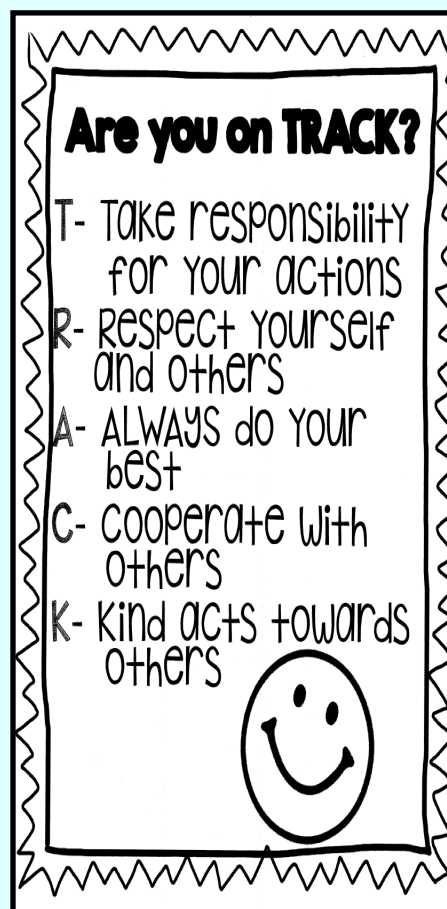 Are you on TRACK?
T- Take responsibility
for your actions
R- Respect yourself
and others
A- ALWAYS do your
best
C- Cooperate with
others
K- Kind acts towards
others